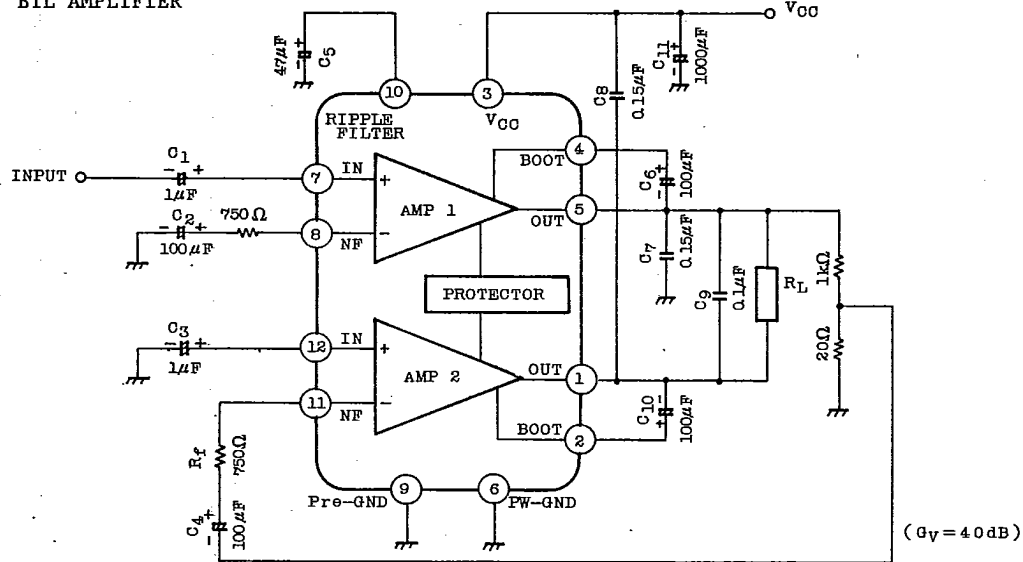 BTL AMPLIFIER
VCC
47μF
C5
C11
1000μF
C8
0.15μF
10
3
RIPPLE
FILTER
VCC
BOOT
4
C6
100μF
INPUT
C1
1μF
7
IN
AMP 1
OUT
5
C2
100μF
750Ω
8
NF
C7
0.15μF
C9
0.1μF
RL
1kΩ
PROTECTOR
C3
1μF
12
IN
AMP 2
OUT
1
20Ω
11
NF
BOOT
2
C10
100μF
Rf
750Ω
Pre-GND
9
6
PW-GND
C4
100μF
(GV=40dB)